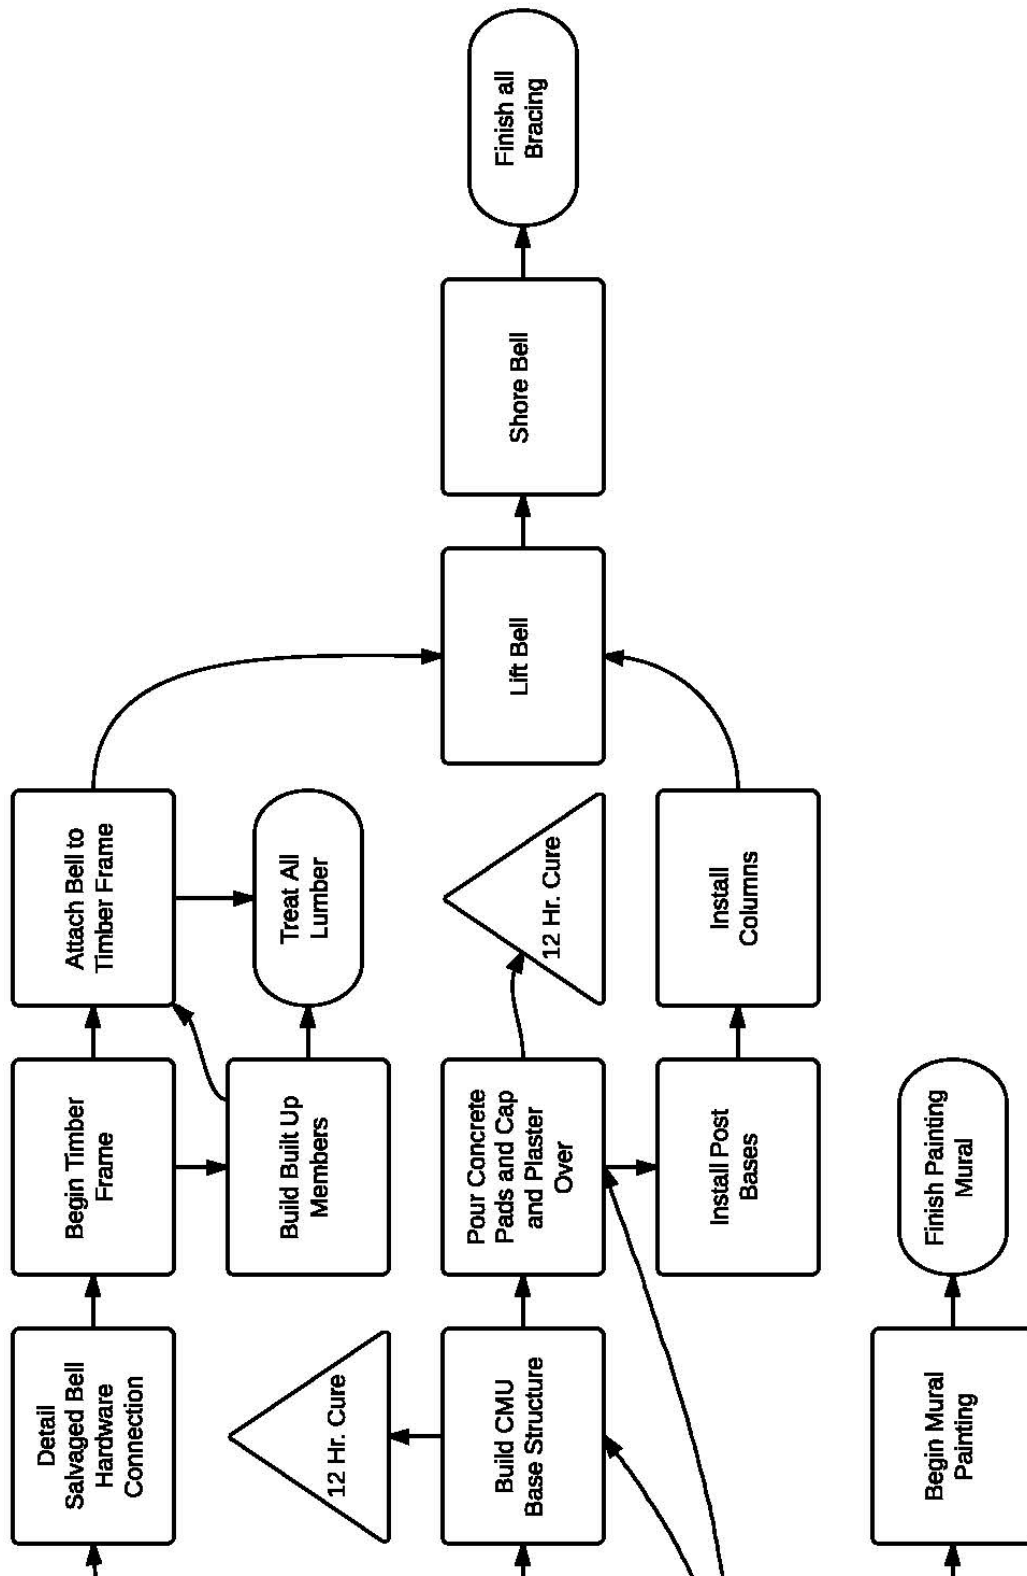 Detail
Salvaged Bell
Hardware
Connection
Begin Timber
Frame
Attach Bell to
Timber Frame
Build Built Up
Members
Treat All
Lumber
12 Hr. Cure
Build CMU
Base Structure
Pour Concrete
Pads and Cap
and Plaster
Over
12 Hr. Cure
Lift Bell
Shore Bell
Finish all
Bracing
Install Post
Bases
Install
Columns
Begin Mural
Painting
Finish Painting
Mural